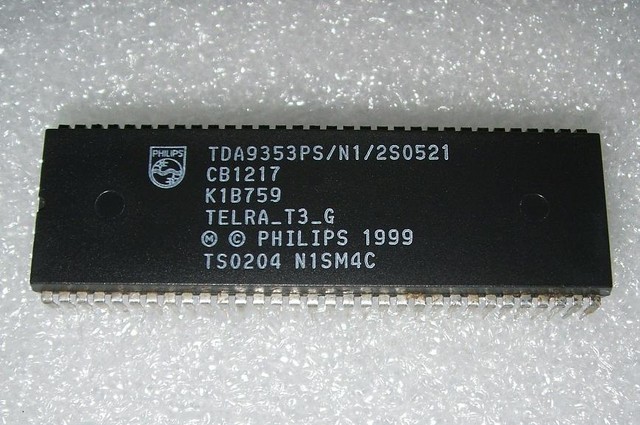 PHILIPS
TDA9353PS/N1/2S0521
CB1217
K1B759
TELRA_T3_G
Ⓜ © PHILIPS 1999
TS0204 N1SM4C